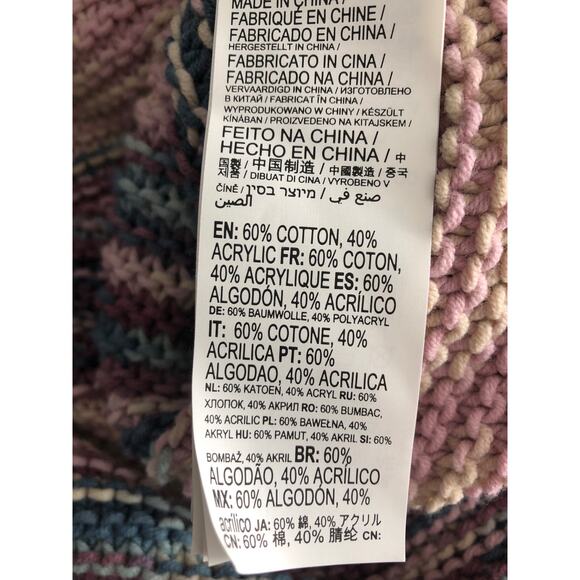 MADE IN CHINA /
FABRIQUÉ EN CHINE /
FABRICADO EN CHINA /
HERGESTELLT IN CHINA /
FABBRICATO IN CINA /
FABRICADO NA CHINA /
VERVAARDIGD IN CHINA / ИЗГОТОВЛЕНО
В КИТАЙ / FABRICAT ÎN CHINA /
WYPRODUKOWANO W CHINY / KÉSZÜLT
KÍNÁBAN / PROIZVEDENO NA KITAJSKEM /
FEITO NA CHINA /
HECHO EN CHINA / 中
国製 / 中国制造 / 中國製造 / 중국
제품 / DIBUAT DI CINA / VYROBENO V
ČÍNĚ / מיוצר בסין / صنع في
الصين
EN: 60% COTTON, 40%
ACRYLIC FR: 60% COTON,
40% ACRYLIQUE ES: 60%
ALGODÓN, 40% ACRÍLICO
DE: 60% BAUMWOLLE, 40% POLYACRYL
IT: 60% COTONE, 40%
ACRILICA PT: 60%
ALGODAO, 40% ACRILICA
NL: 60% KATOEN, 40% ACRYL RU: 60%
ХЛОПОК, 40% АКРИЛ RO: 60% BUMBAC,
40% ACRILIC PL: 60% BAWEŁNA, 40%
AKRYL HU: 60% PAMUT, 40% AKRIL SI: 60%
BOMBAŽ, 40% AKRIL BR: 60%
ALGODÃO, 40% ACRÍLICO
MX: 60% ALGODÓN, 40%
acrílico JA: 60% 綿, 40% アクリル
CN: 60% 棉, 40% 腈纶 CN: